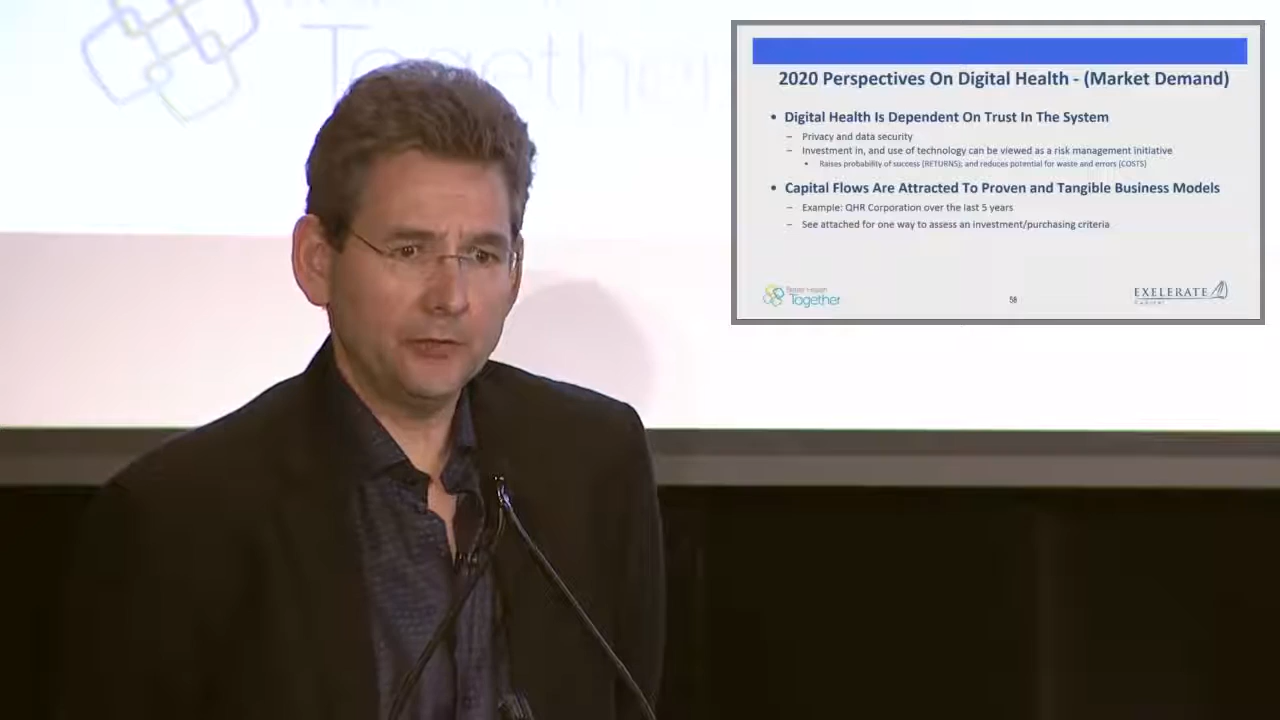 Together
2020 Perspectives On Digital Health - (Market Demand)
• Digital Health Is Dependent On Trust In The System
– Privacy and data security
– Investment in, and use of technology can be viewed as a risk management initiative
• Raises probability of success (RETURNS); and reduces potential for waste and errors (COSTS)
• Capital Flows Are Attracted To Proven and Tangible Business Models
– Example: QHR Corporation over the last 5 years
– See attached for one way to assess an investment/purchasing criteria
Better Health
Together
58
EXELERATE
CAPITAL